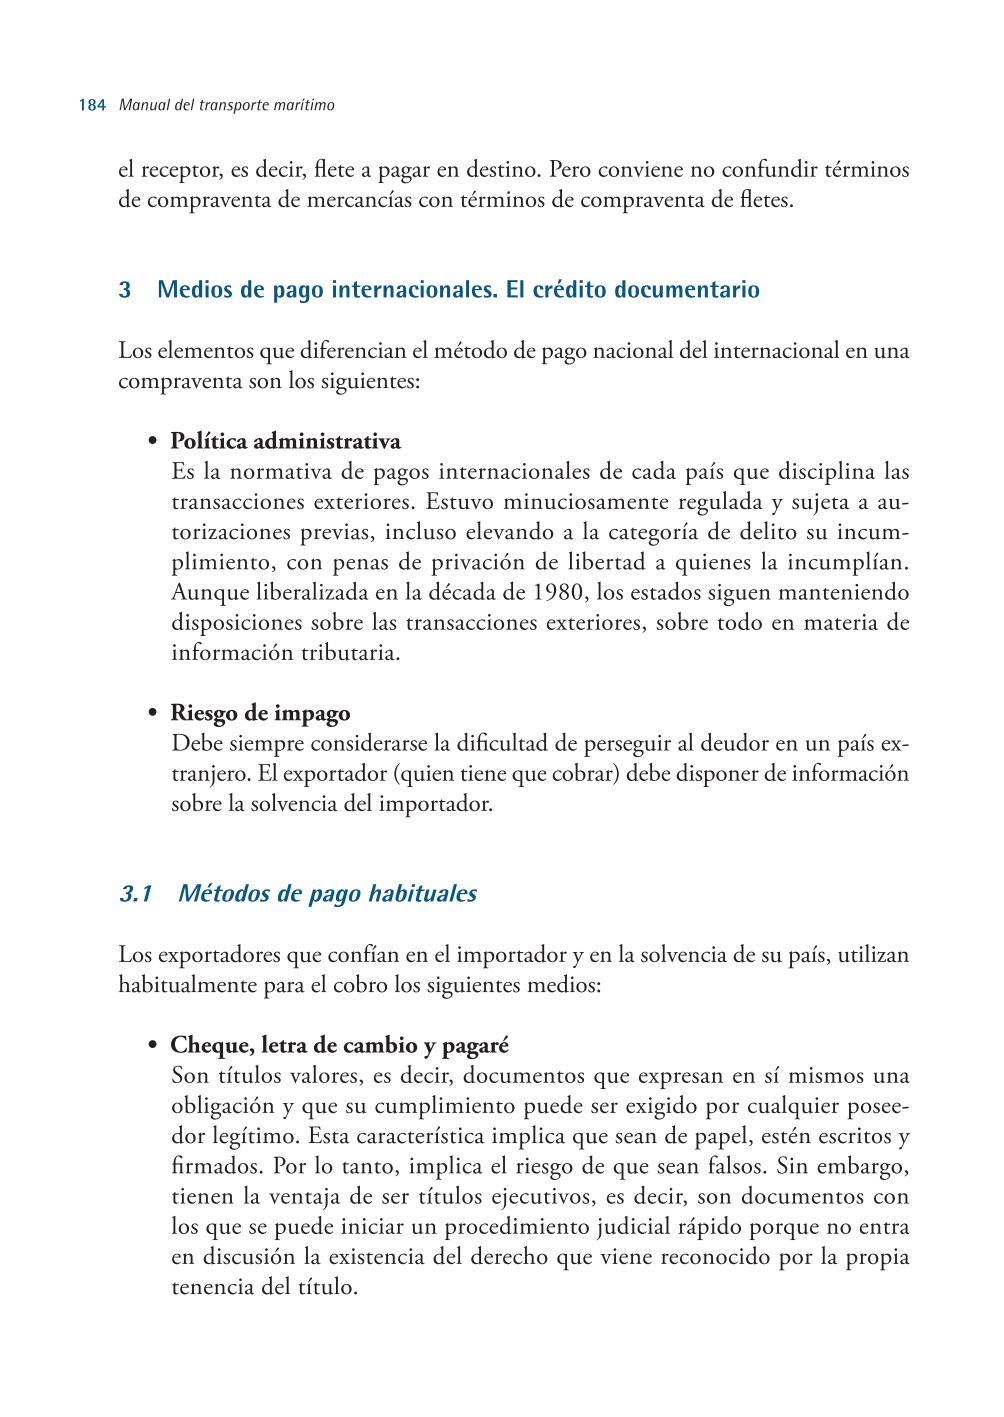 184 Manual del transporte marítimo
el receptor, es decir, flete a pagar en destino. Pero conviene no confundir términos
de compraventa de mercancías con términos de compraventa de fletes.
3 Medios de pago internacionales. El crédito documentario
Los elementos que diferencian el método de pago nacional del internacional en una
compraventa son los siguientes:
• Política administrativa
Es la normativa de pagos internacionales de cada país que disciplina las
transacciones exteriores. Estuvo minuciosamente regulada y sujeta a au-
torizaciones previas, incluso elevando a la categoría de delito su incum-
plimiento, con penas de privación de libertad a quienes la incumplían.
Aunque liberalizada en la década de 1980, los estados siguen manteniendo
disposiciones sobre las transacciones exteriores, sobre todo en materia de
información tributaria.
• Riesgo de impago
Debe siempre considerarse la dificultad de perseguir al deudor en un país ex-
tranjero. El exportador (quien tiene que cobrar) debe disponer de información
sobre la solvencia del importador.
3.1 Métodos de pago habituales
Los exportadores que confían en el importador y en la solvencia de su país, utilizan
habitualmente para el cobro los siguientes medios:
• Cheque, letra de cambio y pagaré
Son títulos valores, es decir, documentos que expresan en sí mismos una
obligación y que su cumplimiento puede ser exigido por cualquier posee-
dor legítimo. Esta característica implica que sean de papel, estén escritos y
firmados. Por lo tanto, implica el riesgo de que sean falsos. Sin embargo,
tienen la ventaja de ser títulos ejecutivos, es decir, son documentos con
los que se puede iniciar un procedimiento judicial rápido porque no entra
en discusión la existencia del derecho que viene reconocido por la propia
tenencia del título.